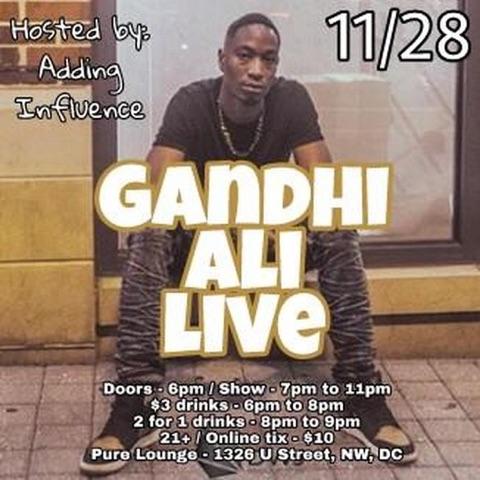 Hosted by:
Adding
Influence
11/28
GANDHI
ALI
LIVE
Doors - 6pm / Show - 7pm to 11pm
$3 drinks - 6pm to 8pm
2 for 1 drinks - 8pm to 9pm
21+ / Online tix - $10
Pure Lounge - 1326 U Street, NW, DC